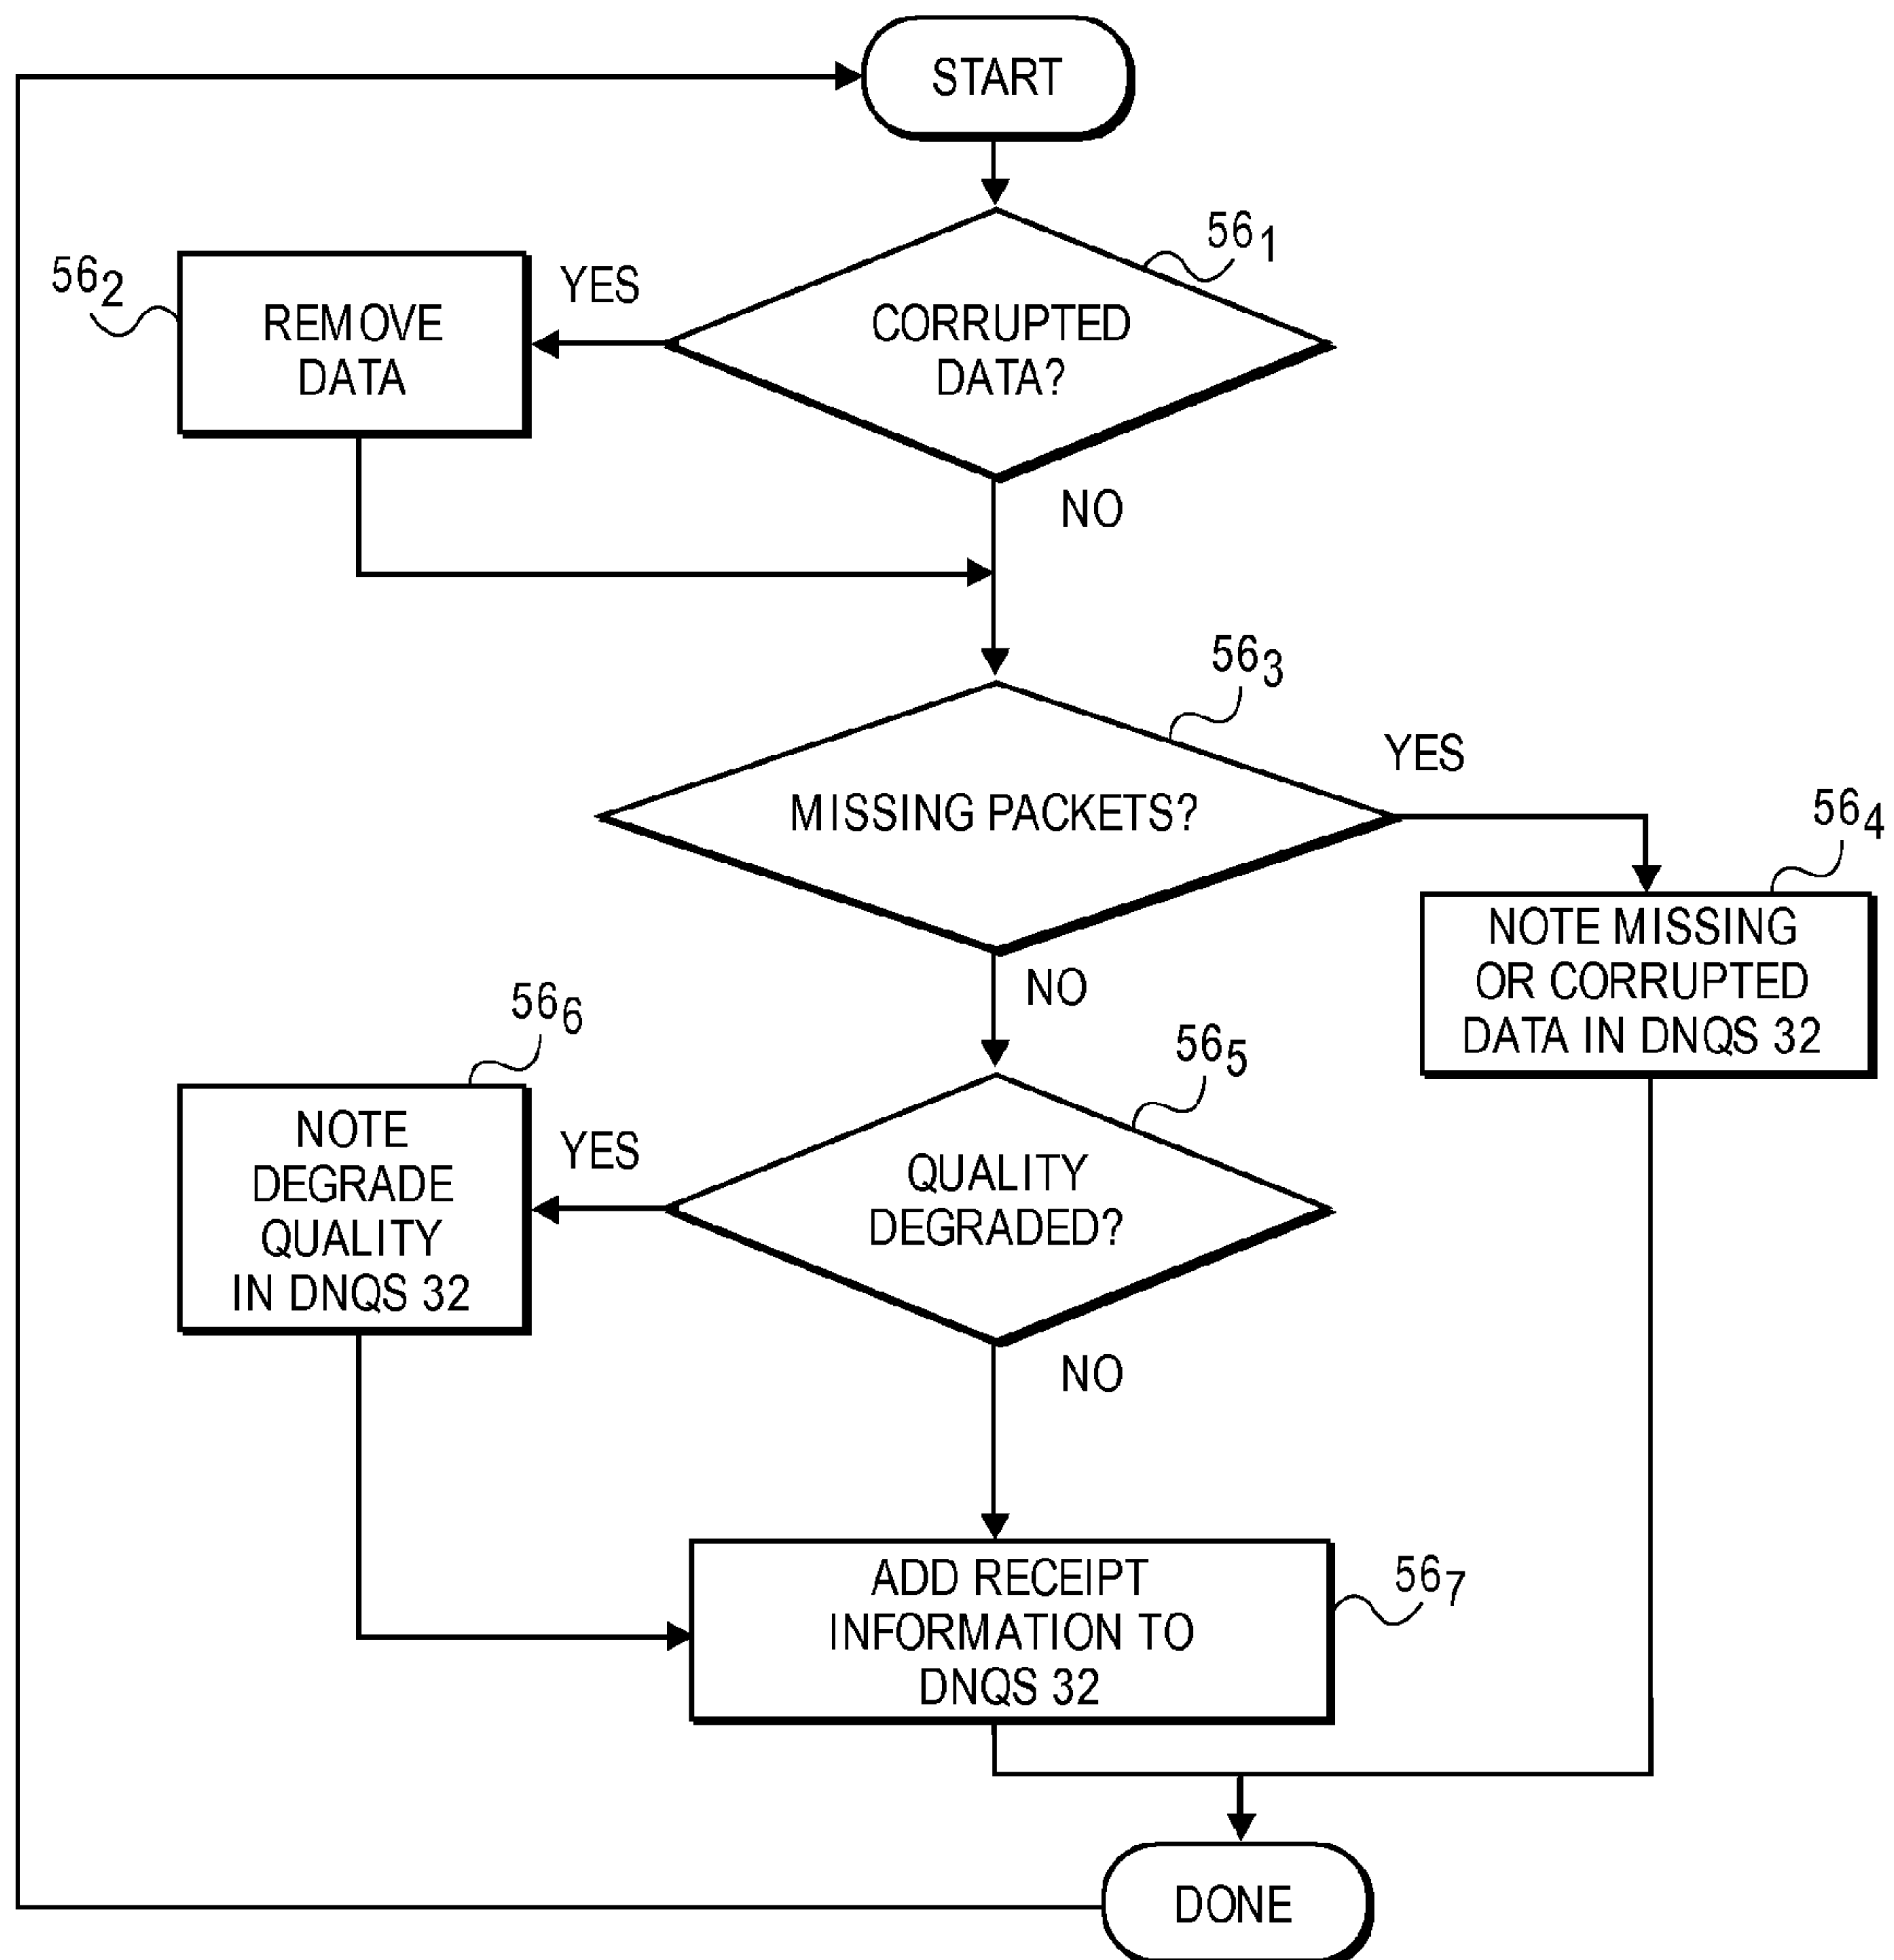 START
56₁
56₂
YES
REMOVE
DATA
CORRUPTED
DATA?
NO
56₃
YES
MISSING PACKETS?
56₄
NOTE MISSING
OR CORRUPTED
DATA IN DNQS 32
NO
56₆
56₅
NOTE
DEGRADE
QUALITY
IN DNQS 32
YES
QUALITY
DEGRADED?
NO
ADD RECEIPT
INFORMATION TO
DNQS 32
56₇
DONE